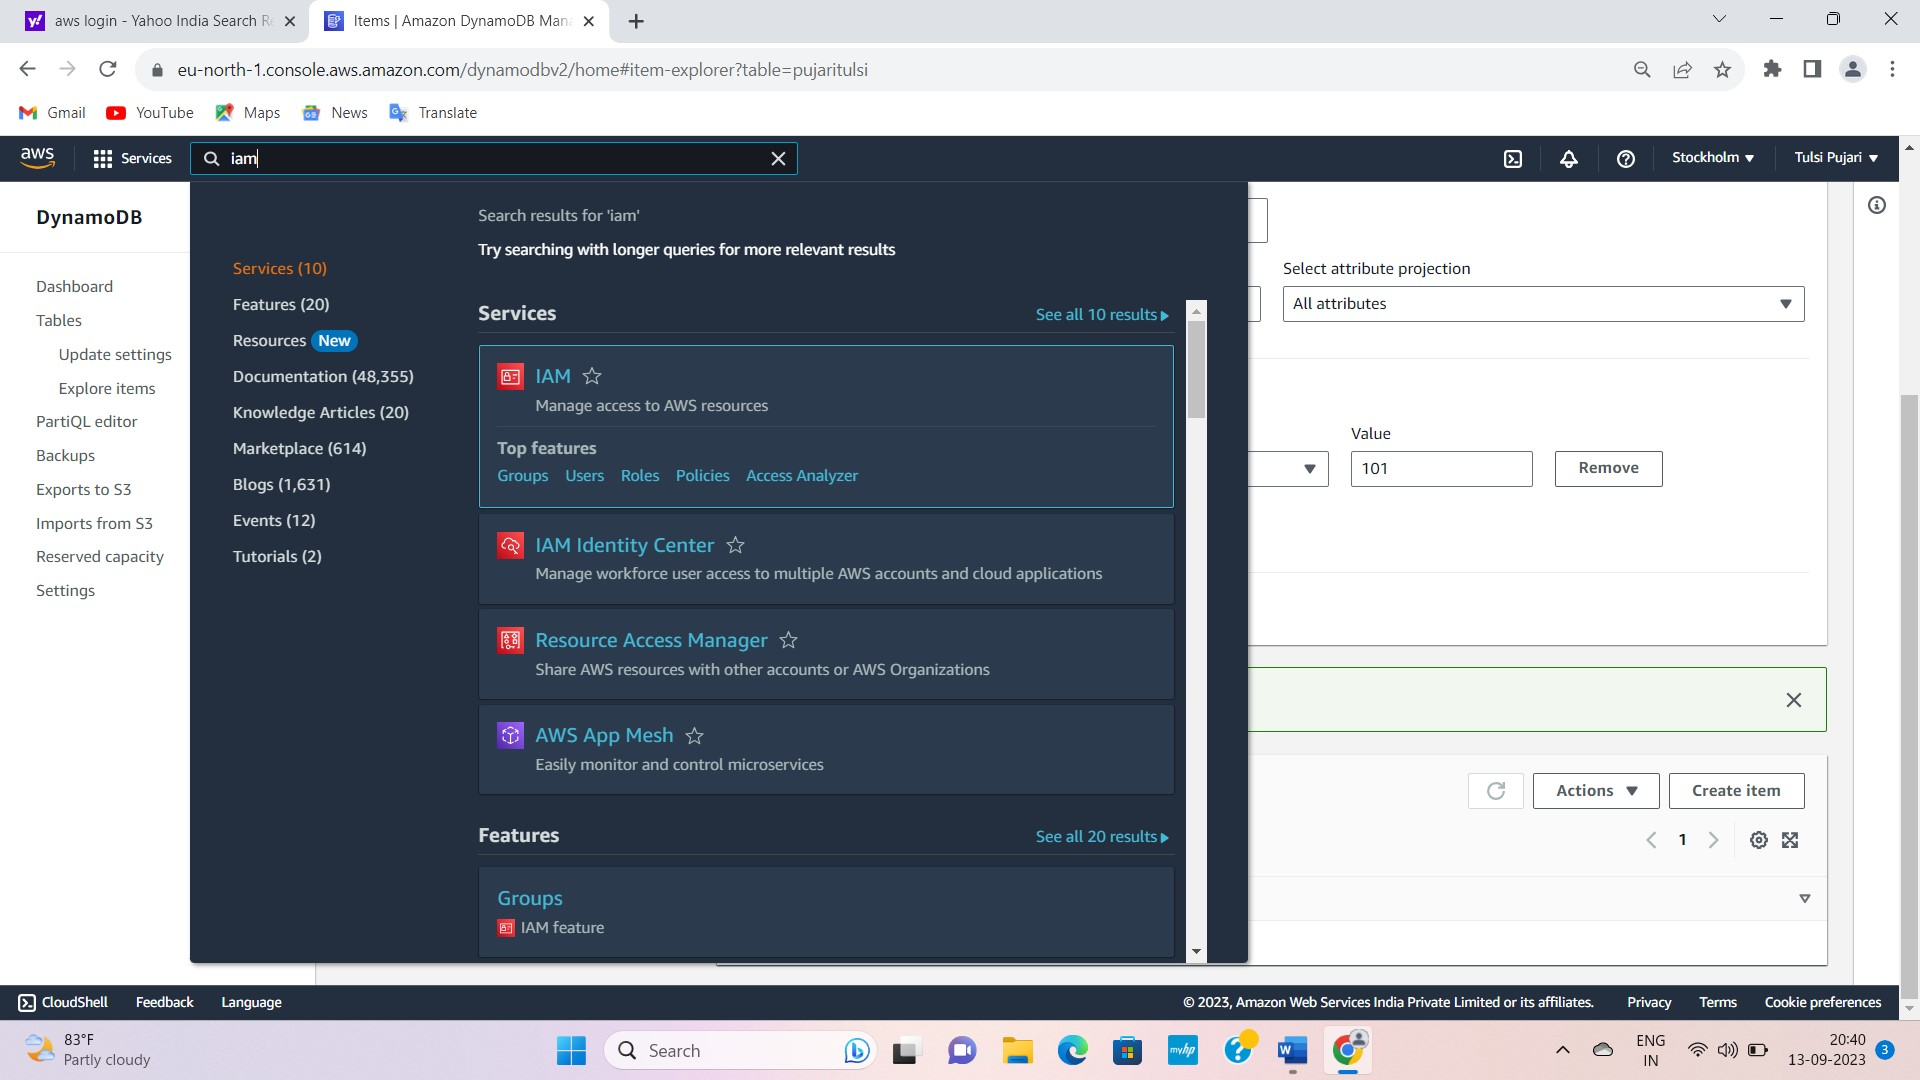 aws login - Yahoo India Search Re
Items | Amazon DynamoDB Mana
eu-north-1.console.aws.amazon.com/dynamodbv2/home#item-explorer?table=pujaritulsi
Gmail YouTube Maps News Translate
aws Services iam Stockholm Tulsi Pujari
DynamoDB
Dashboard
Tables
Update settings
Explore items
PartiQL editor
Backups
Exports to S3
Imports from S3
Reserved capacity
Settings
Services (10)
Features (20)
Resources New
Documentation (48,355)
Knowledge Articles (20)
Marketplace (614)
Blogs (1,631)
Events (12)
Tutorials (2)
Search results for 'iam'
Try searching with longer queries for more relevant results
Services See all 10 results
IAM
Manage access to AWS resources
Top features
Groups Users Roles Policies Access Analyzer
IAM Identity Center
Manage workforce user access to multiple AWS accounts and cloud applications
Resource Access Manager
Share AWS resources with other accounts or AWS Organizations
AWS App Mesh
Easily monitor and control microservices
Features See all 20 results
Groups
IAM feature
Select attribute projection
All attributes
Value
101 Remove
Actions Create item
1
CloudShell Feedback Language © 2023, Amazon Web Services India Private Limited or its affiliates. Privacy Terms Cookie preferences
83°F
Partly cloudy
Search
myhp
W
ENG
IN
20:40
13-09-2023
3